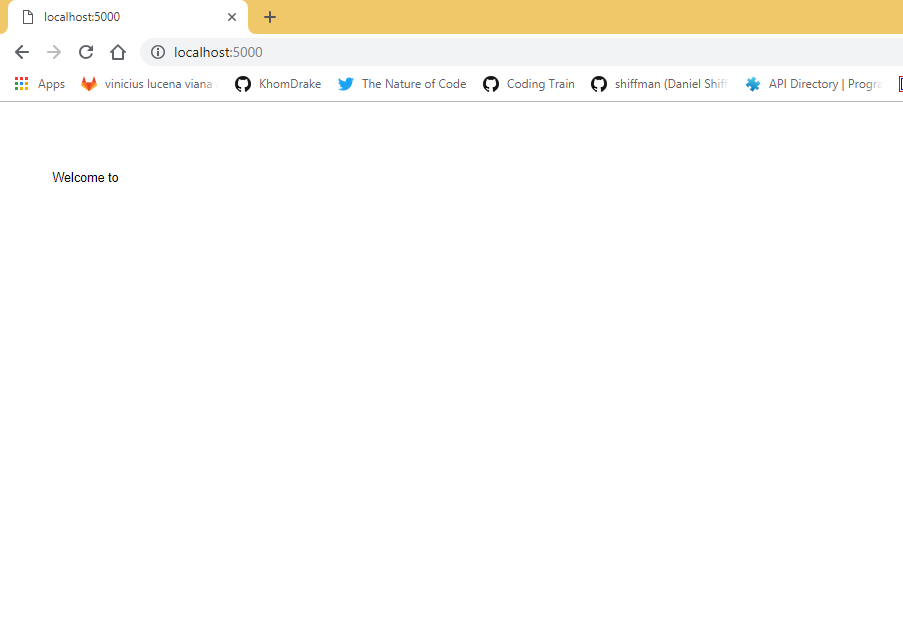 localhost:5000
localhost:5000
Apps vinicius lucena viana KhomDrake The Nature of Code Coding Train shiffman (Daniel Shiff API Directory | Progra
Welcome to